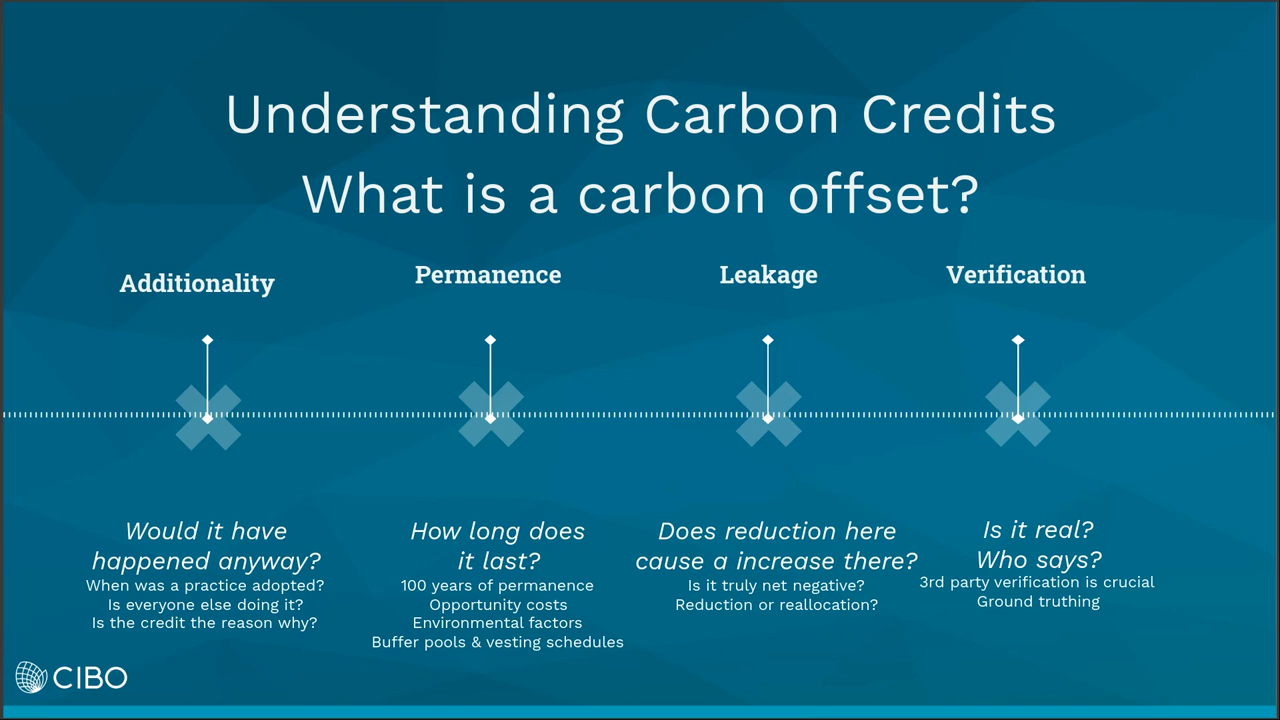 Understanding Carbon Credits
What is a carbon offset?
Additionality
Permanence
Leakage
Verification
Would it have
happened anyway?
When was a practice adopted?
Is everyone else doing it?
Is the credit the reason why?
How long does
it last?
100 years of permanence
Opportunity costs
Environmental factors
Buffer pools & vesting schedules
Does reduction here
cause a increase there?
Is it truly net negative?
Reduction or reallocation?
Is it real?
Who says?
3rd party verification is crucial
Ground truthing
CIBO